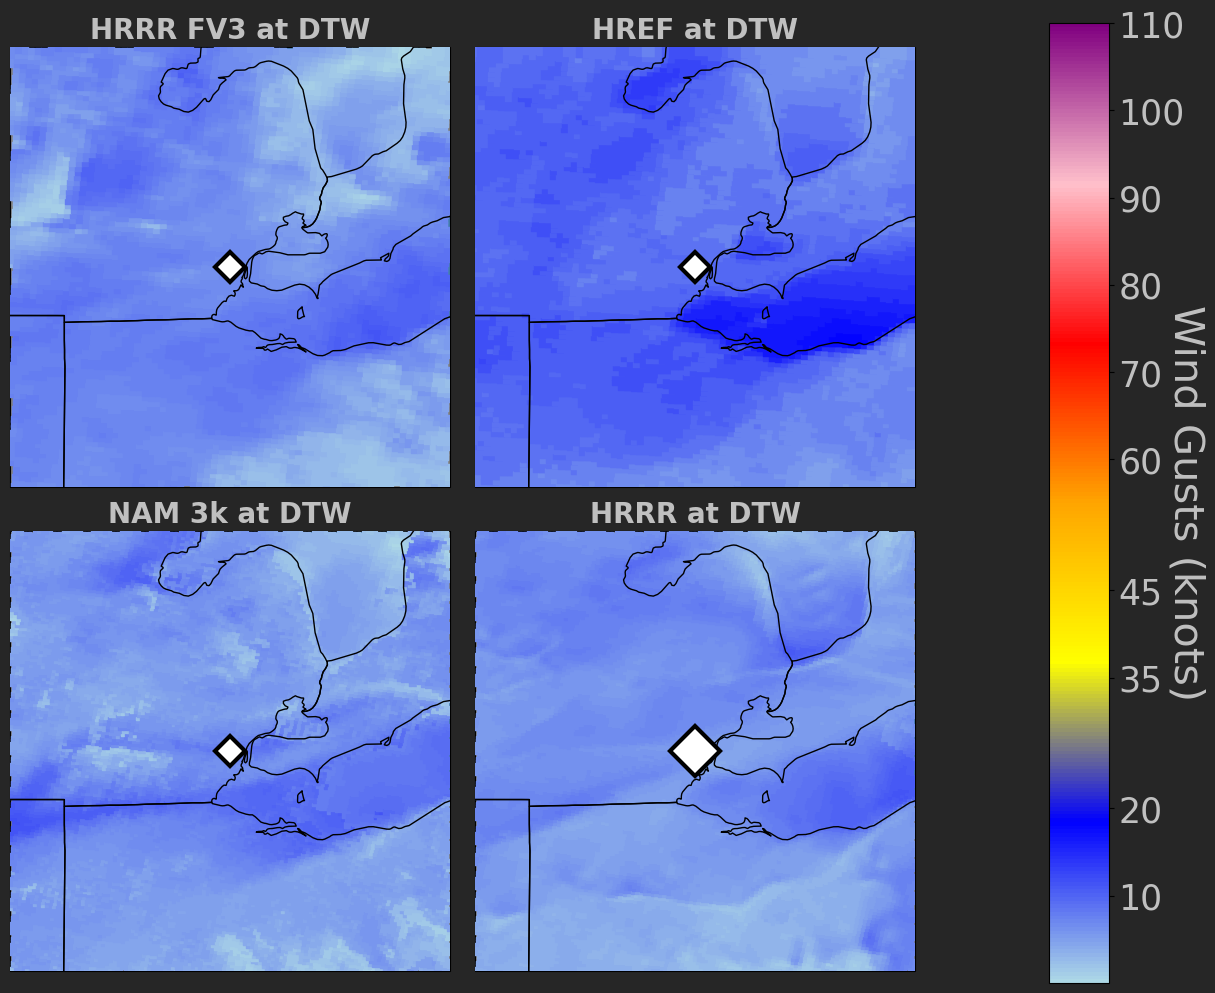 HRRR FV3 at DTW
HREF at DTW
NAM 3k at DTW
HRRR at DTW
110
100
90
80
70
60
45
35
20
10
Wind Gusts (knots)